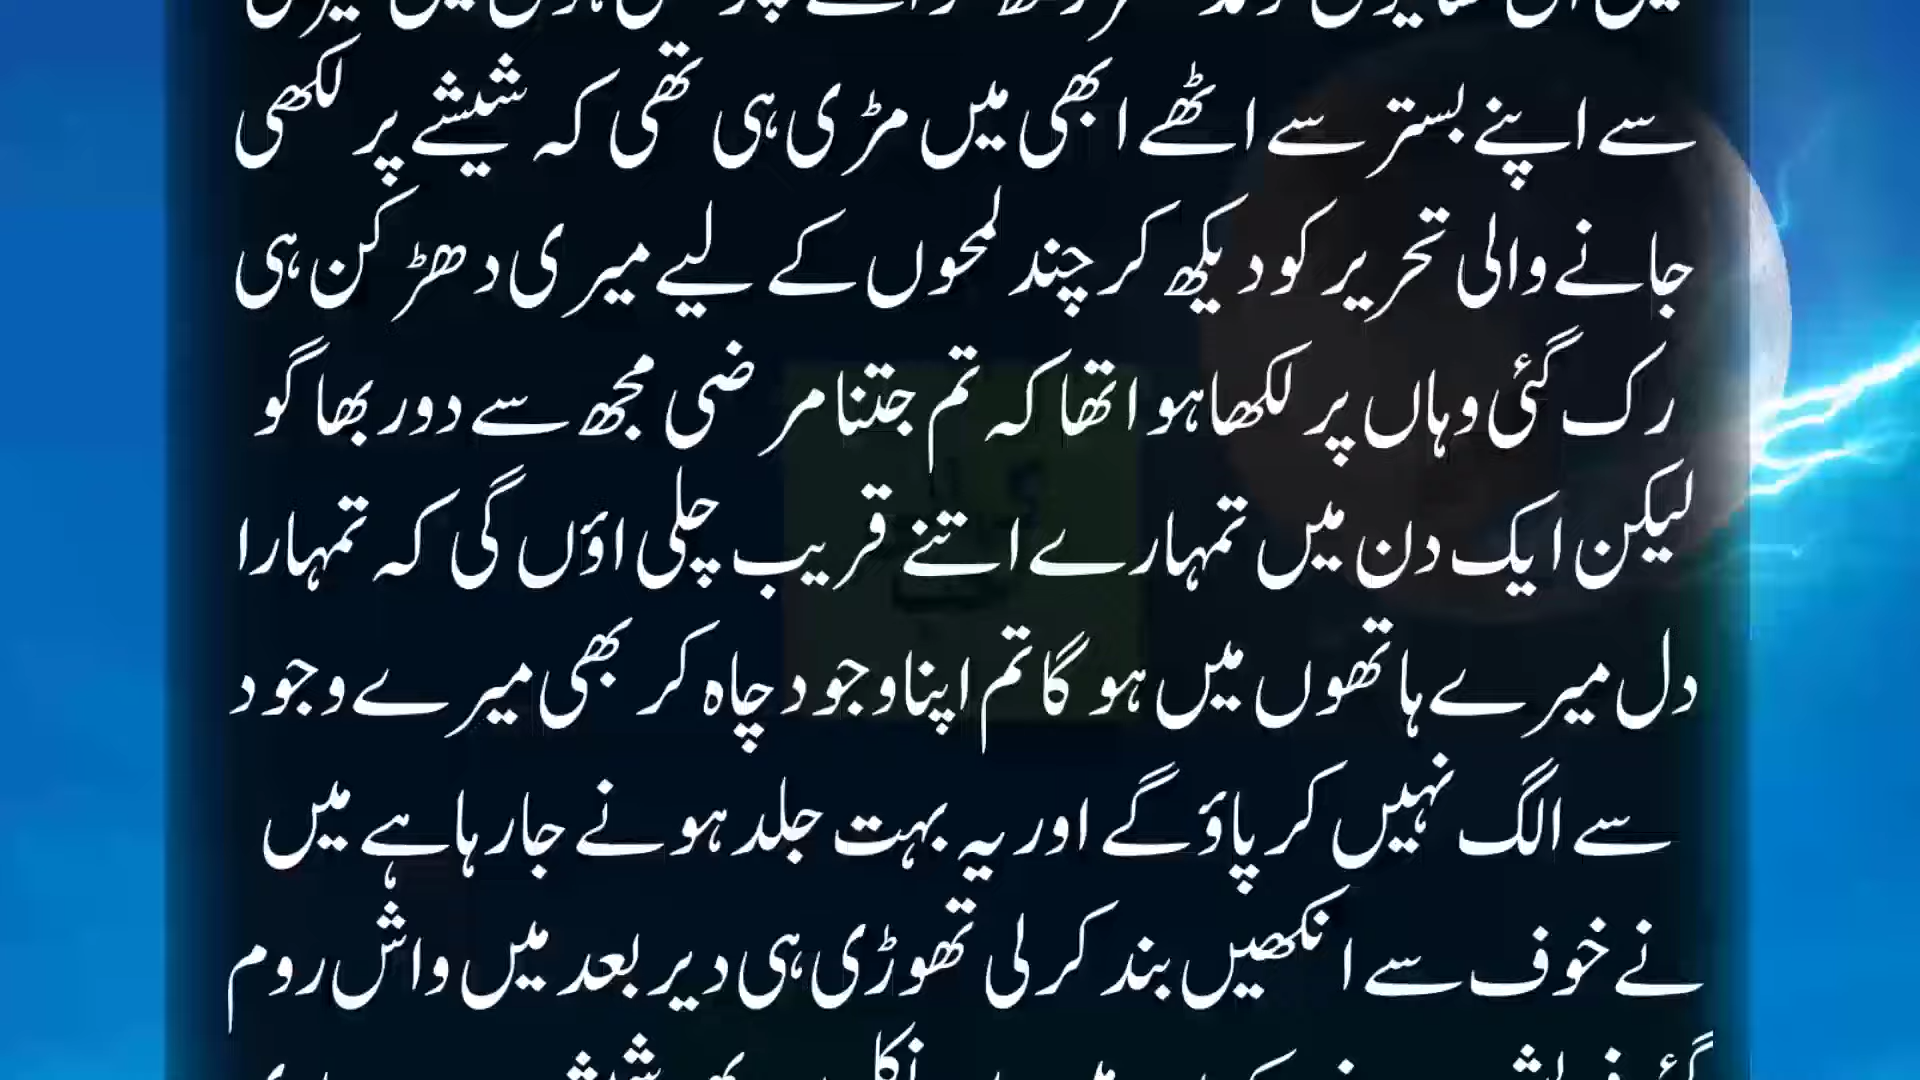 سے اپنے بستر سے اٹھے ابھی میں مڑی ہی تھی کہ شیشے پر لکھی
جانے والی تحریر کو دیکھ کر چند لمحوں کے لیے میری دھڑکن ہی
رک گئی وہاں پر لکھا ہوا تھا کہ تم جتنا مرضی مجھ سے دور بھاگو
لیکن ایک دن میں تمہارے اتنے قریب چلی اؤں گی کہ تمہارا
دل میرے ہاتھوں میں ہو گا تم اپنا وجود چاہ کر بھی میرے وجود
سے الگ نہیں کر پاؤ گے اور یہ بہت جلد ہونے جا رہا ہے میں
نے خوف سے انکھیں بند کر لی تھوڑی ہی دیر بعد میں واش روم